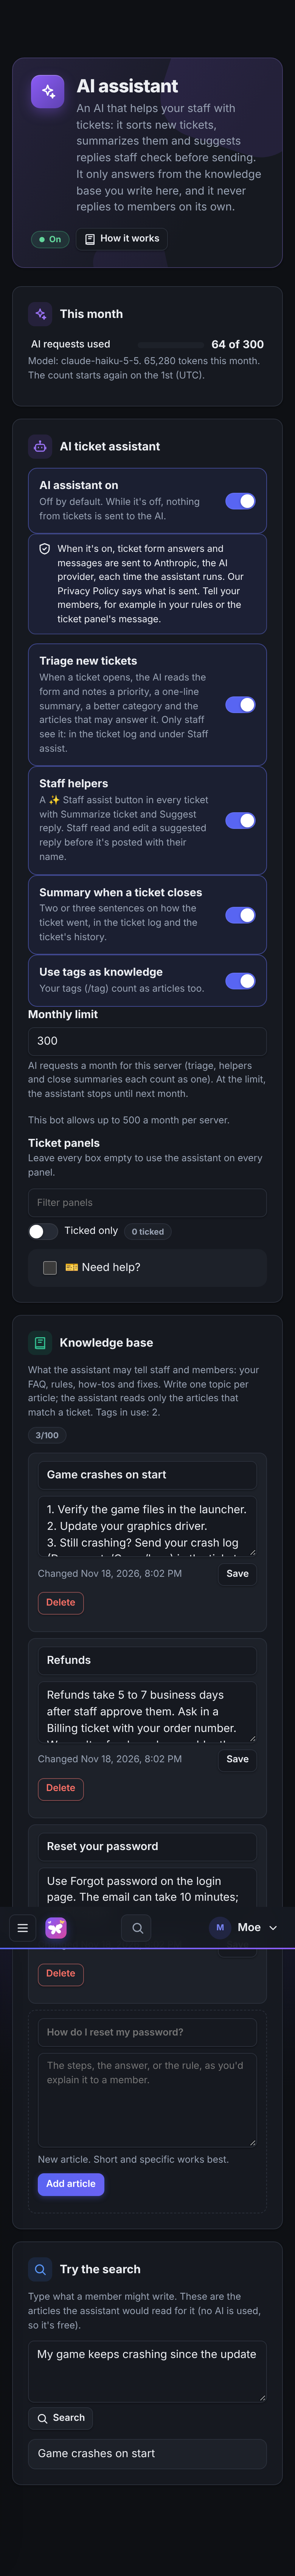 AI assistant
An AI that helps your staff with
tickets: it sorts new tickets,
summarizes them and suggests
replies staff check before sending.
It only answers from the knowledge
base you write here, and it never
replies to members on its own.
On
How it works
This month
AI requests used
64 of 300
Model: claude-haiku-5-5. 65,280 tokens this month.
The count starts again on the 1st (UTC).
AI ticket assistant
AI assistant on
Off by default. While it's off, nothing
from tickets is sent to the AI.
When it's on, ticket form answers and
messages are sent to Anthropic, the AI
provider, each time the assistant runs. Our
Privacy Policy says what is sent. Tell your
members, for example in your rules or the
ticket panel's message.
Triage new tickets
When a ticket opens, the AI reads the
form and notes a priority, a one-line
summary, a better category and the
articles that may answer it. Only staff
see it: in the ticket log and under Staff
assist.
Staff helpers
A ✨ Staff assist button in every ticket
with Summarize ticket and Suggest
reply. Staff read and edit a suggested
reply before it's posted with their
name.
Summary when a ticket closes
Two or three sentences on how the
ticket went, in the ticket log and the
ticket's history.
Use tags as knowledge
Your tags (/tag) count as articles too.
Monthly limit
300
AI requests a month for this server (triage, helpers
and close summaries each count as one). At the limit,
the assistant stops until next month.
This bot allows up to 500 a month per server.
Ticket panels
Leave every box empty to use the assistant on every
panel.
Filter panels
Ticked only
0 ticked
🎫 Need help?
Knowledge base
What the assistant may tell staff and members: your
FAQ, rules, how-tos and fixes. Write one topic per
article; the assistant reads only the articles that
match a ticket. Tags in use: 2.
3/100
Game crashes on start
1. Verify the game files in the launcher.
2. Update your graphics driver.
3. Still crashing? Send your crash log
Changed Nov 18, 2026, 8:02 PM
Save
Delete
Refunds
Refunds take 5 to 7 business days
after staff approve them. Ask in a
Billing ticket with your order number.
Changed Nov 18, 2026, 8:02 PM
Save
Delete
Reset your password
Use Forgot password on the login
page. The email can take 10 minutes;
M
Moe
Delete
How do I reset my password?
The steps, the answer, or the rule, as you'd
explain it to a member.
New article. Short and specific works best.
Add article
Try the search
Type what a member might write. These are the
articles the assistant would read for it (no AI is used,
so it's free).
My game keeps crashing since the update
Search
Game crashes on start